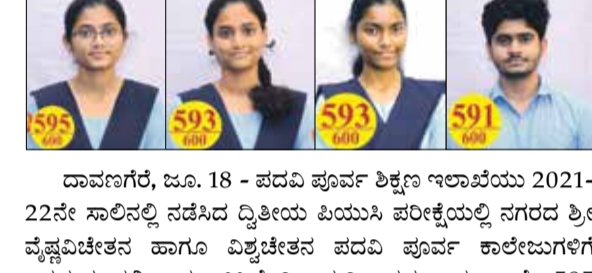 595 593 593 591
600 600 600 600
ದಾವಣಗೆರೆ, ಜೂ. 18 - ಪದವಿ ಪೂರ್ವ ಶಿಕ್ಷಣ ಇಲಾಖೆಯು 2021-
22ನೇ ಸಾಲಿನಲ್ಲಿ ನಡೆಸಿದ ದ್ವಿತೀಯ ಪಿಯುಸಿ ಪರೀಕ್ಷೆಯಲ್ಲಿ ನಗರದ ಶ್ರೀ
ವೈಷ್ಣವಿಚೇತನ ಹಾಗೂ ವಿಶ್ವಚೇತನ ಪದವಿ ಪೂರ್ವ ಕಾಲೇಜುಗಳಿಗೆ